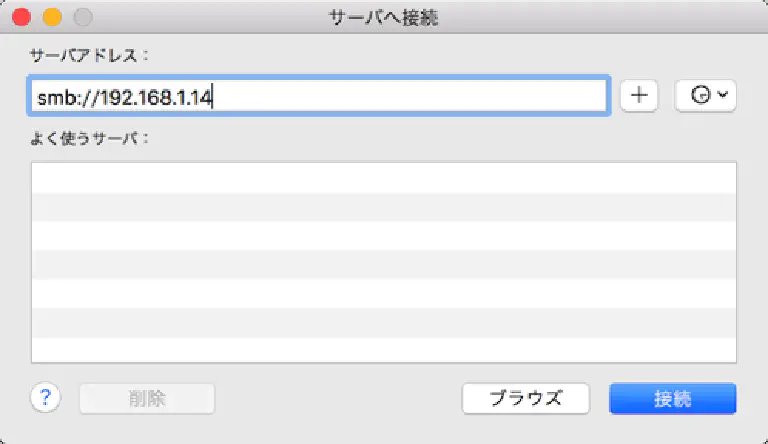 サーバへ接続
サーバアドレス：
smb://192.168.1.14
よく使うサーバ：
?
削除
ブラウズ
接続